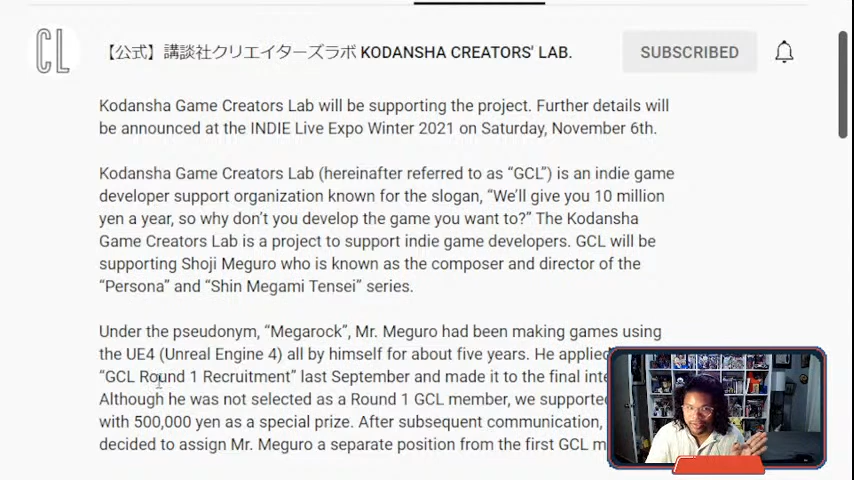 CL
【公式】講談社クリエイターズラボ KODANSHA CREATORS' LAB.
SUBSCRIBED
Kodansha Game Creators Lab will be supporting the project. Further details will
be announced at the INDIE Live Expo Winter 2021 on Saturday, November 6th.
Kodansha Game Creators Lab (hereinafter referred to as “GCL”) is an indie game
developer support organization known for the slogan, “We’ll give you 10 million
yen a year, so why don’t you develop the game you want to?” The Kodansha
Game Creators Lab is a project to support indie game developers. GCL will be
supporting Shoji Meguro who is known as the composer and director of the
“Persona” and “Shin Megami Tensei” series.
Under the pseudonym, “Megarock”, Mr. Meguro had been making games using
the UE4 (Unreal Engine 4) all by himself for about five years. He applied
“GCL Round 1 Recruitment” last September and made it to the final
Although he was not selected as a Round 1 GCL member, we supported
with 500,000 yen as a special prize. After subsequent communication,
decided to assign Mr. Meguro a separate position from the first GCL